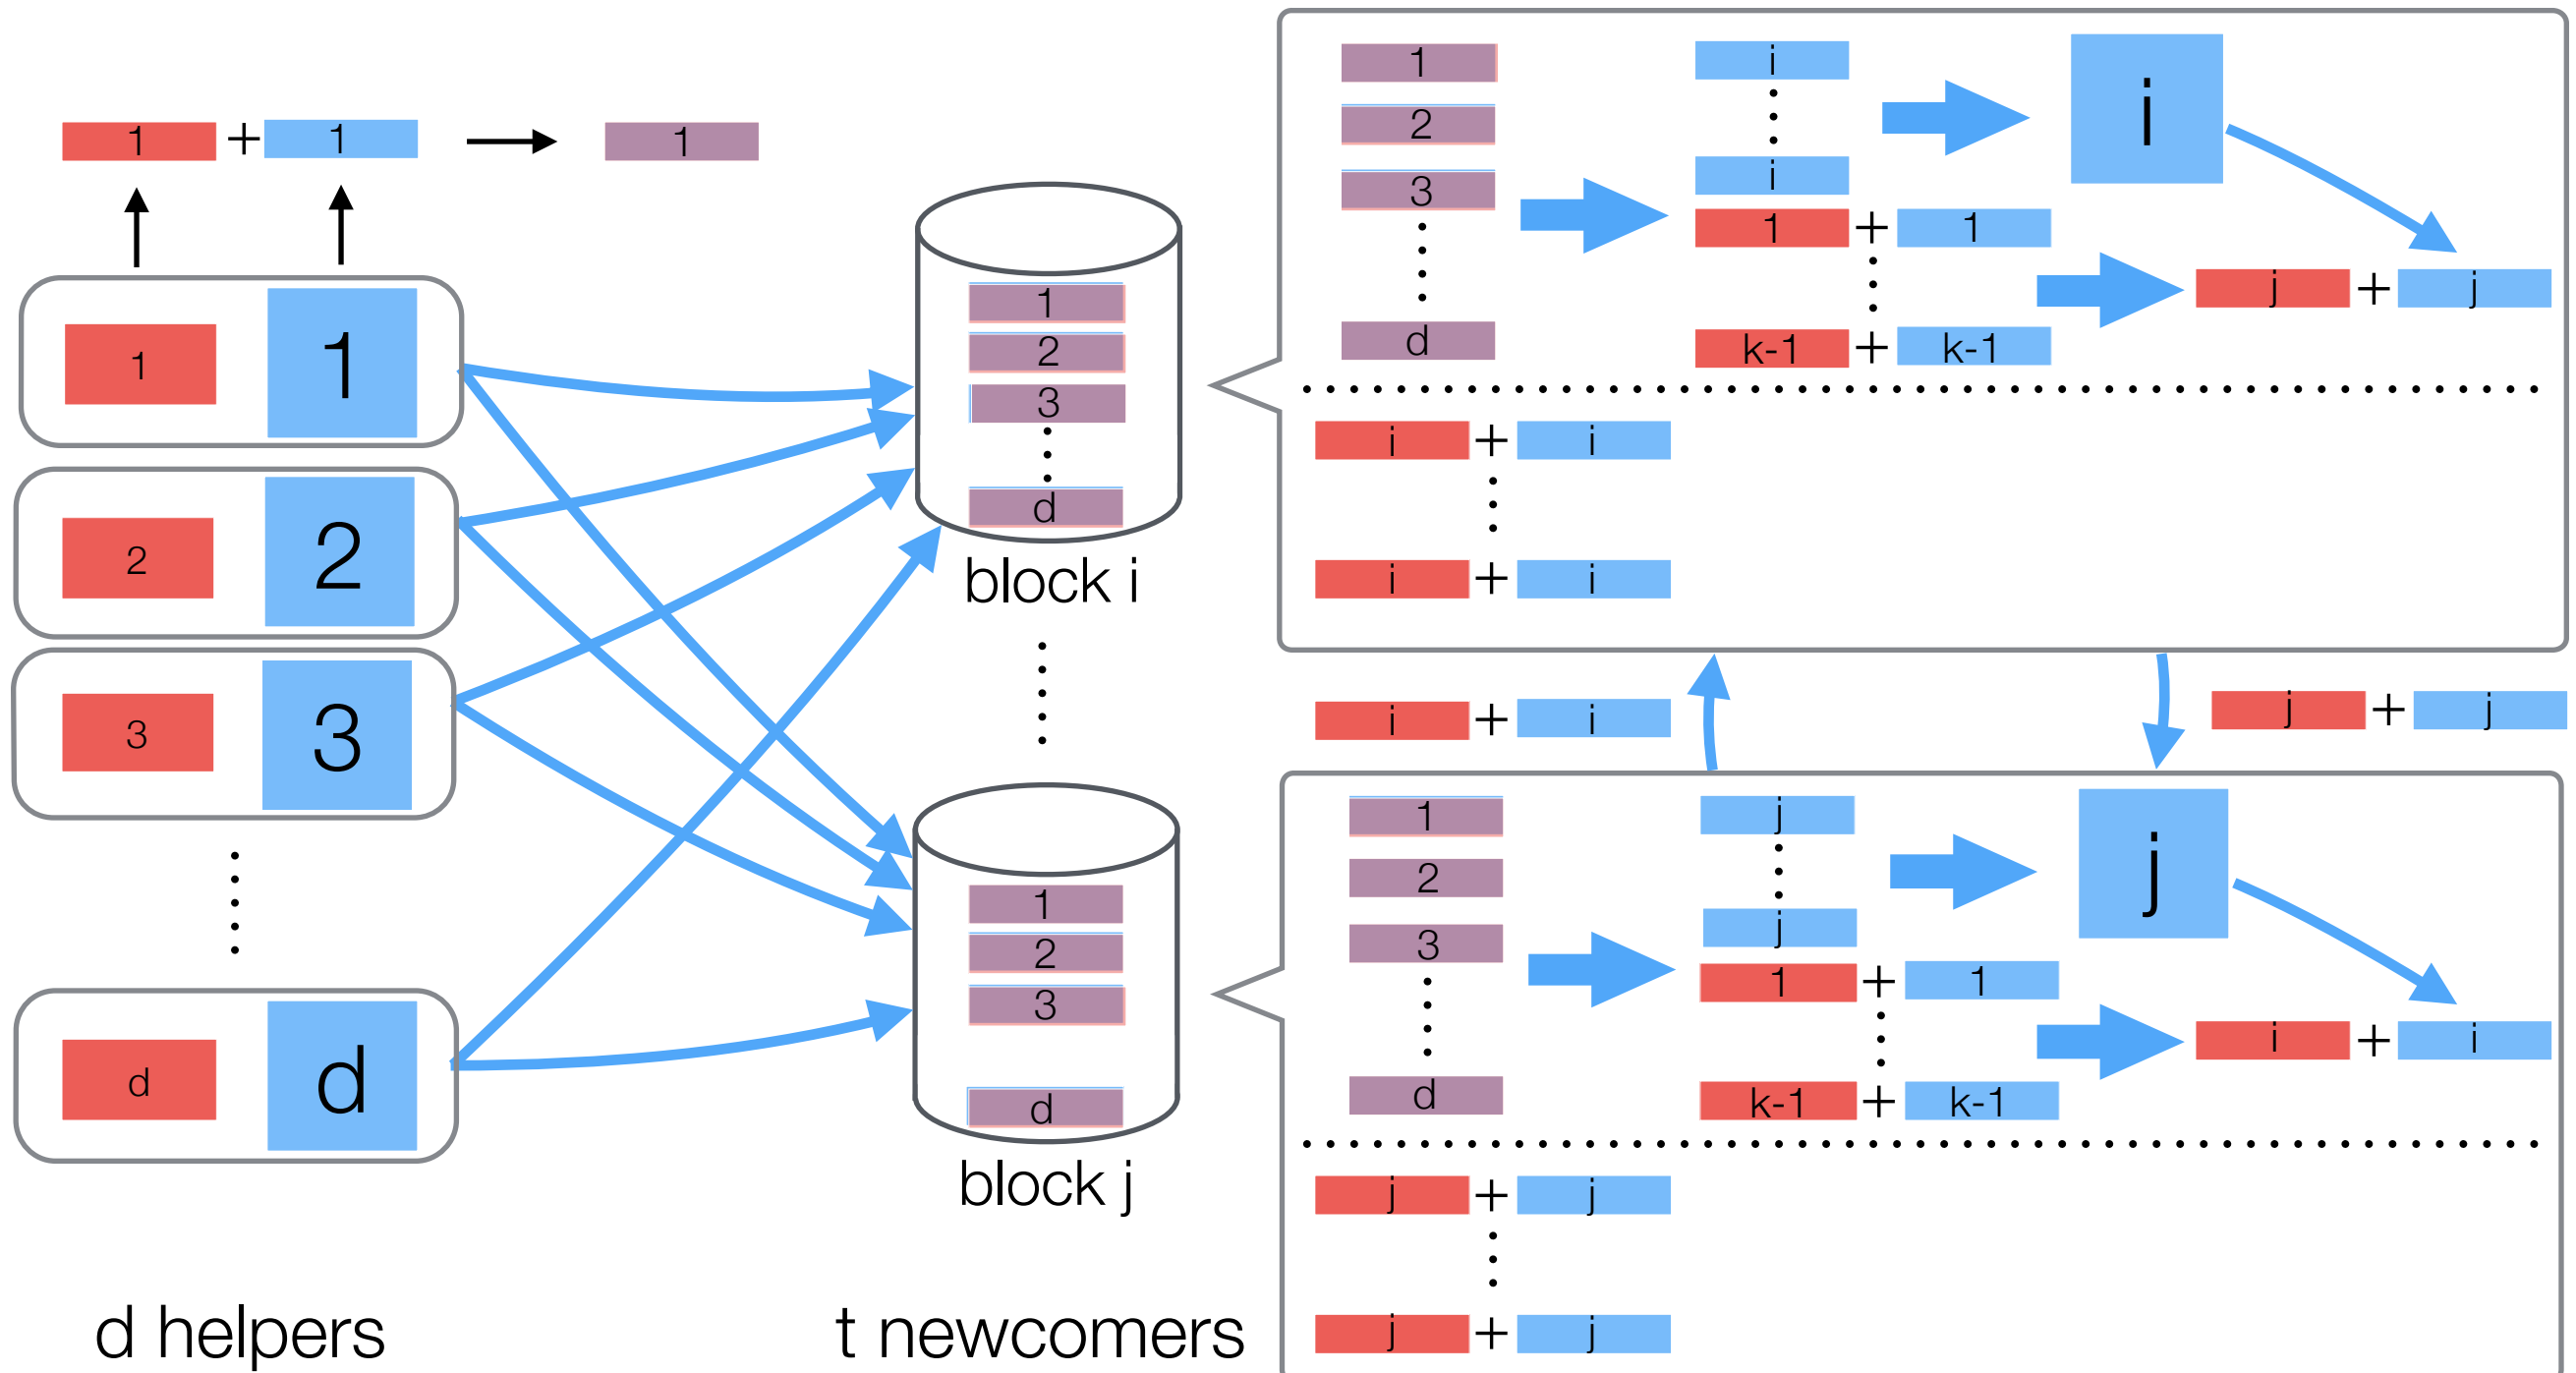 1 + 1 1
1 1
2 2
3 3
d d
d helpers
1
2
3
d
block i
1
2
3
d
block j
t newcomers
1 i i
2
3 i
1 + 1
j + j
d k-1 + k-1
i + i
i + i
i + i j + j
1 j j
2
3 j
1 + 1
i + i
d k-1 + k-1
j + j
j + j